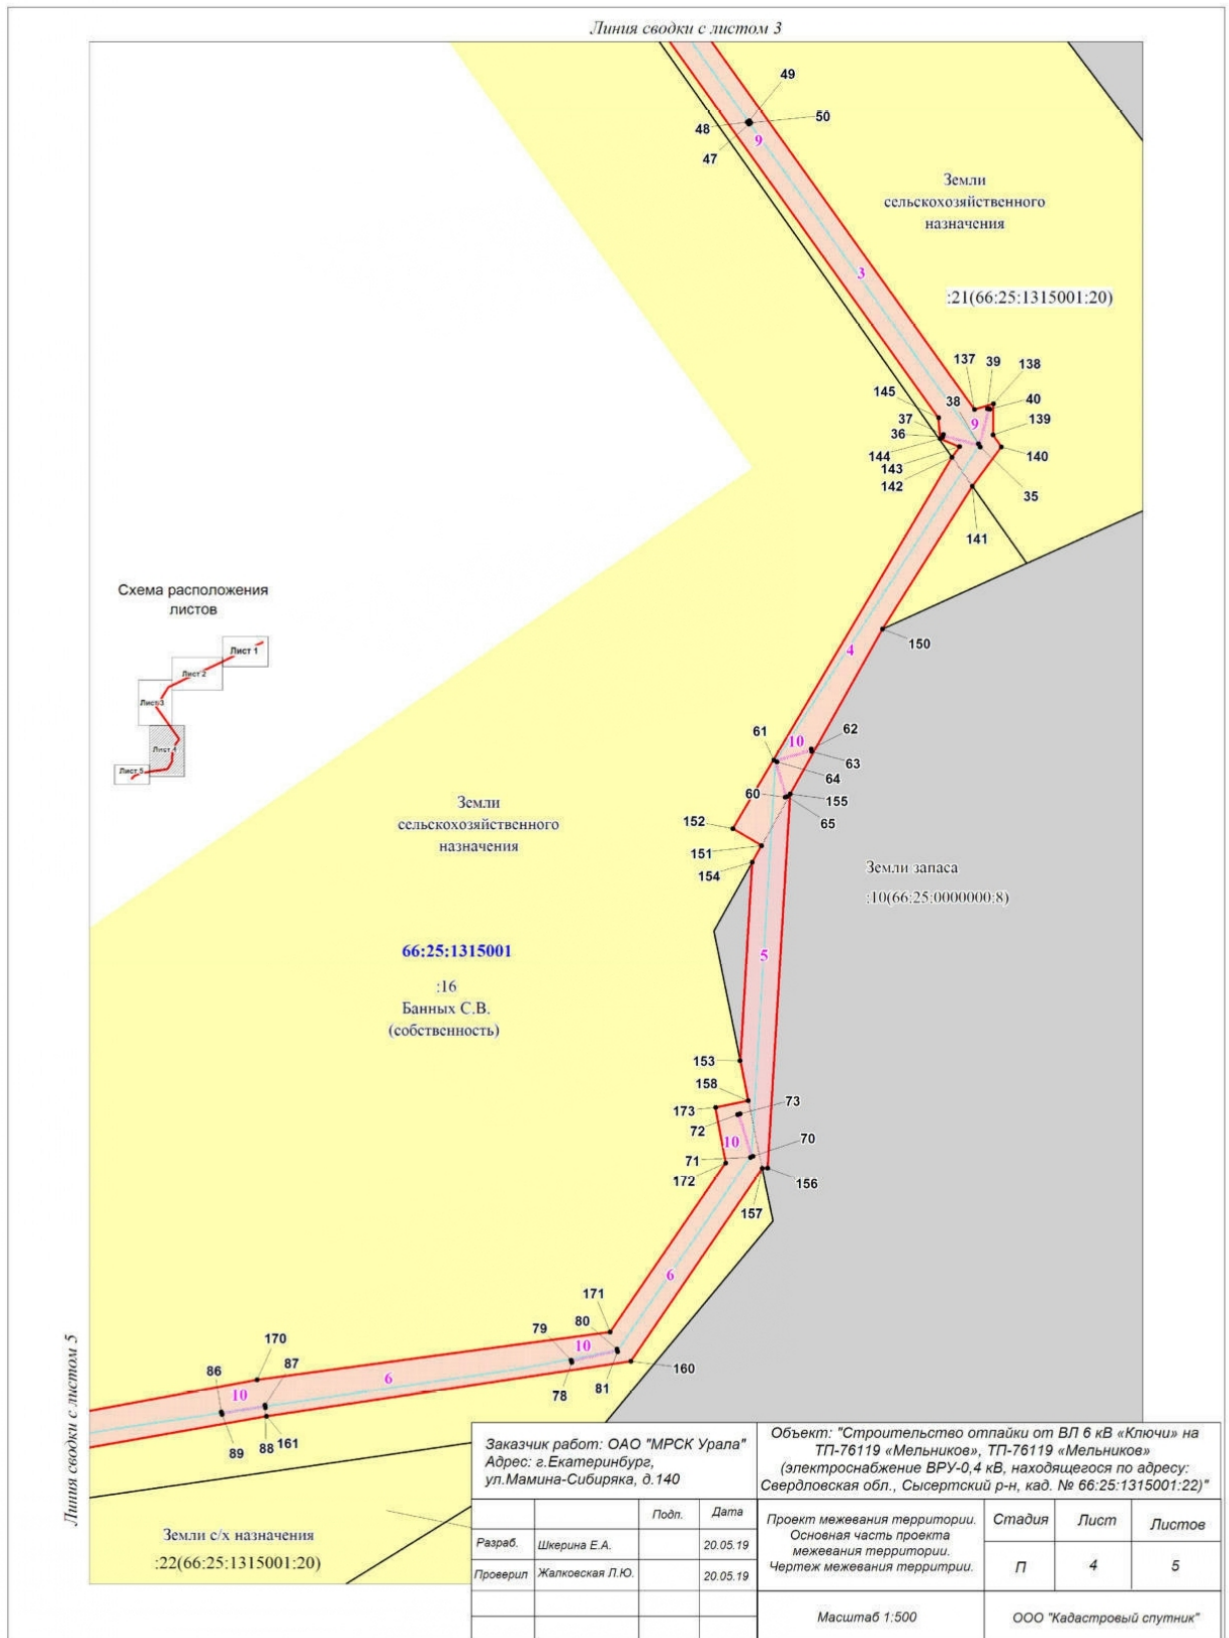 Линия сводки с листом 3
49
50
48
47
9
Земли
сельскохозяйственного
назначения
3
:21(66:25:1315001:20)
137
39
138
145
38
40
37
9
139
36
144
143
140
142
35
141
Схема расположения
листов
Лист 1
Лист 2
Лист 3
Лист 4
Лист 5
150
4
61
62
10
63
64
60
155
65
152
151
154
Земли
сельскохозяйственного
назначения
Земли запаса
:10(66:25:0000000:8)
66:25:1315001
5
:16
Банных С.В.
(собственность)
153
158
173
73
72
10
70
71
172
156
157
6
171
80
79
10
170
87
160
86
81
78
6
10
89
88
161
Линия сводки с листом 5
Земли с/х назначения
:22(66:25:1315001:20)
Заказчик работ: ОАО "МРСК Урала"
Адрес: г.Екатеринбург,
ул.Мамина-Сибиряка, д.140
Объект: "Строительство отпайки от ВЛ 6 кВ «Ключи» на
ТП-76119 «Мельников», ТП-76119 «Мельников»
(электроснабжение ВРУ-0,4 кВ, находящегося по адресу:
Свердловская обл., Сысертский р-н, кад. № 66:25:1315001:22)"
Подп.
Дата
Разраб.
Шкерина Е.А.
20.05.19
Проверил
Жалковская Л.Ю.
20.05.19
Проект межевания территории.
Основная часть проекта
межевания территории.
Чертеж межевания территрии.
Стадия
Лист
Листов
П
4
5
Масштаб 1:500
ООО "Кадастровый спутник"